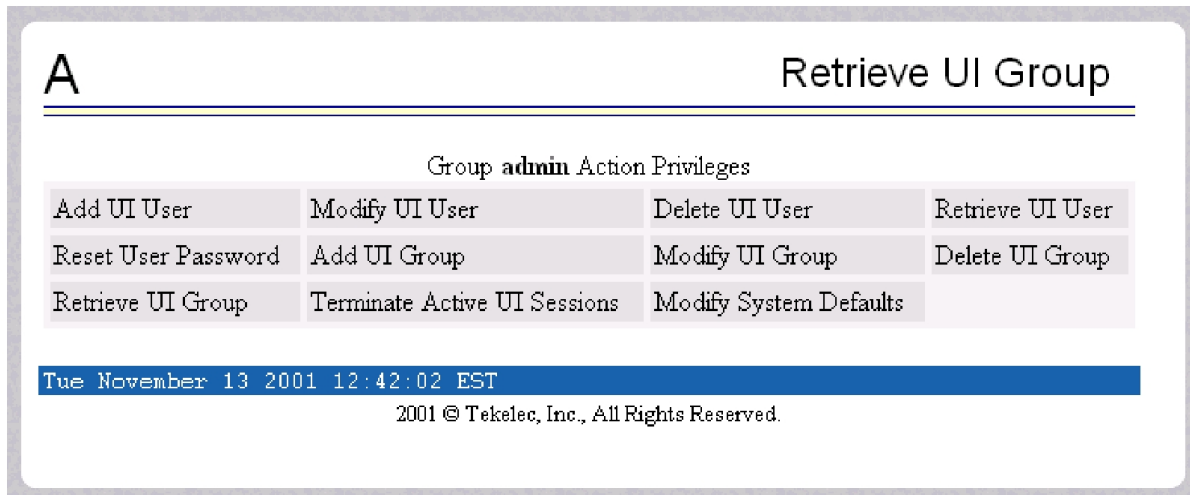 A Retrieve UI Group
Group admin Action Privileges
Add UI User Modify UI User Delete UI User Retrieve UI User
Reset User Password Add UI Group Modify UI Group Delete UI Group
Retrieve UI Group Terminate Active UI Sessions Modify System Defaults
Tue November 13 2001 12:42:02 EST
2001 © Tekelec, Inc., All Rights Reserved.